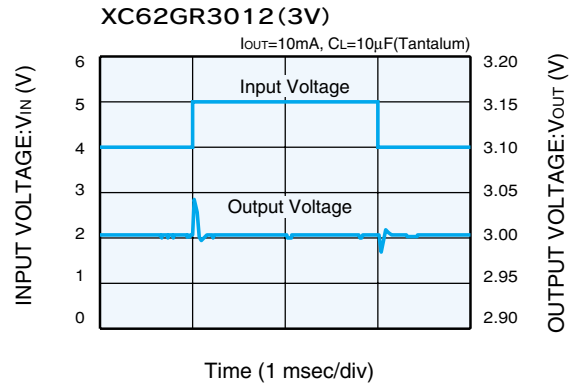 XC62GR3012(3V)
IOUT=10mA, CL=10μF(Tantalum)
INPUT VOLTAGE:VIN (V)
6
5
4
3
2
1
0
Input Voltage
Output Voltage
3.20
3.15
3.10
3.05
3.00
2.95
2.90
OUTPUT VOLTAGE:VOUT (V)
Time (1 msec/div)